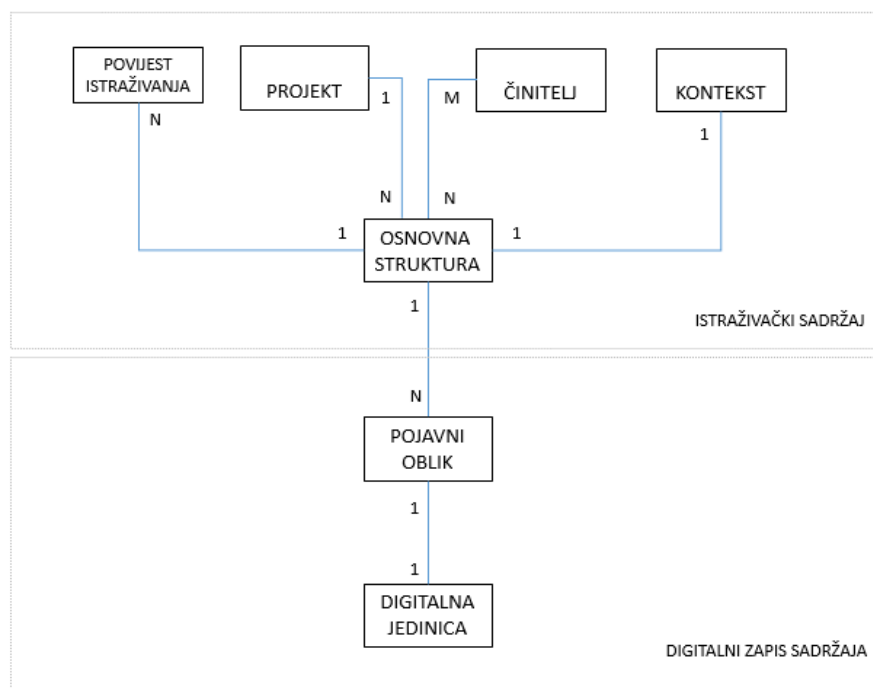 POVIJEST
ISTRAŽIVANJA
PROJEKT
ČINITELJ
KONTEKST
N
1
M
1
N
N
1
OSNOVNA
STRUKTURA
1
1
ISTRAŽIVAČKI SADRŽAJ
N
POJAVNI
OBLIK
1
1
DIGITALNA
JEDINICA
DIGITALNI ZAPIS SADRŽAJA